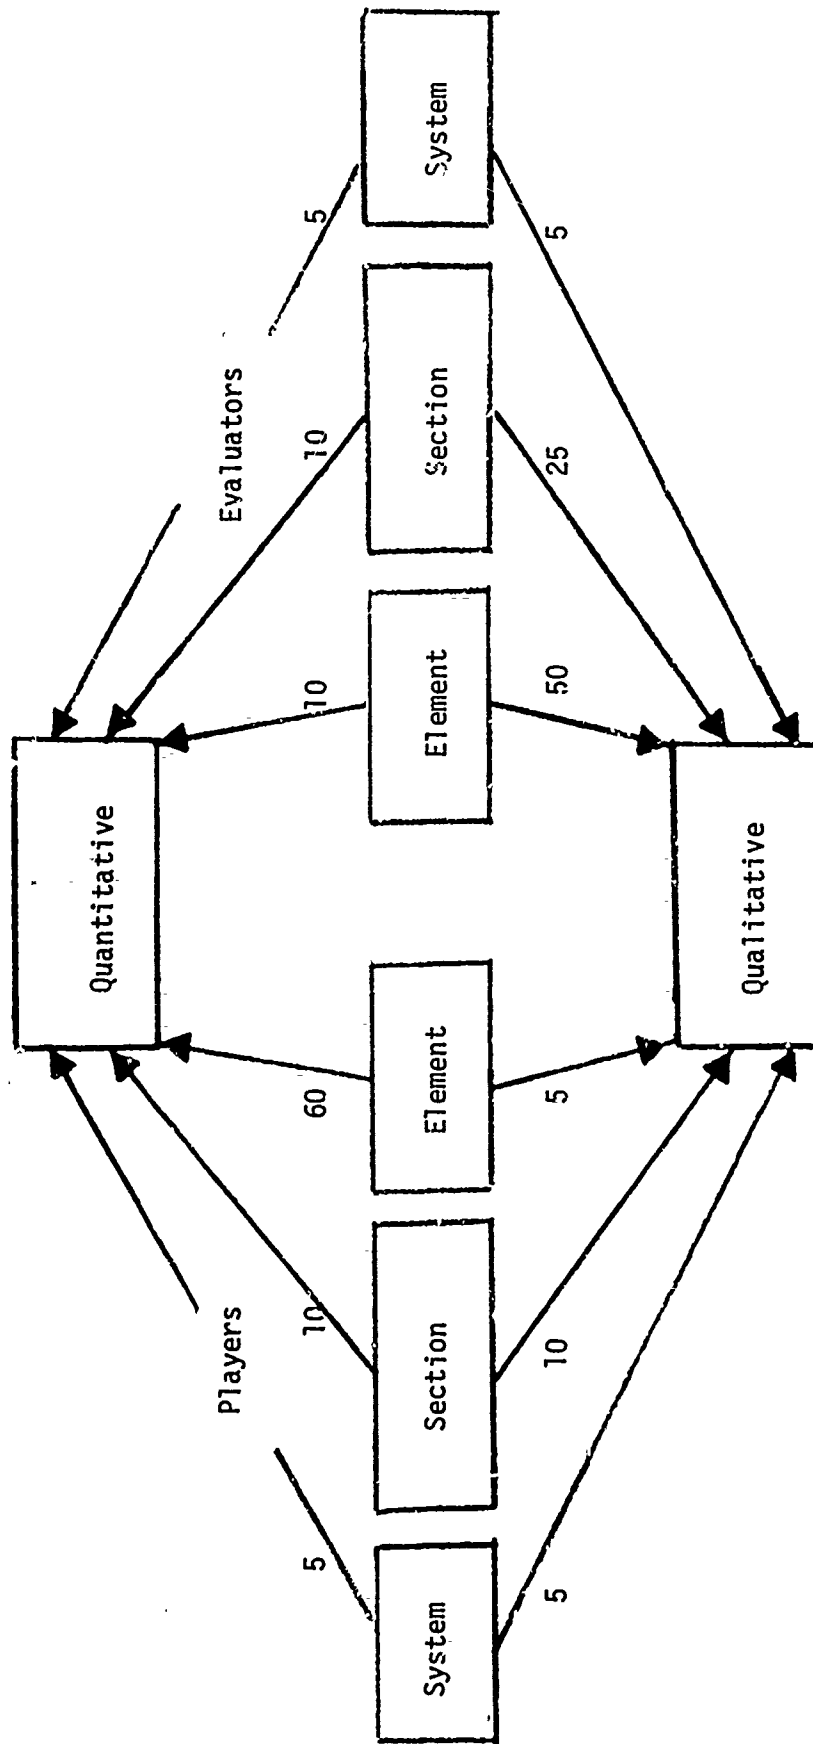 Quantitative
Players
Evaluators
5
10
60
10
10
5
System
Section
Element
Element
Section
System
5
10
5
50
25
5
Qualitative